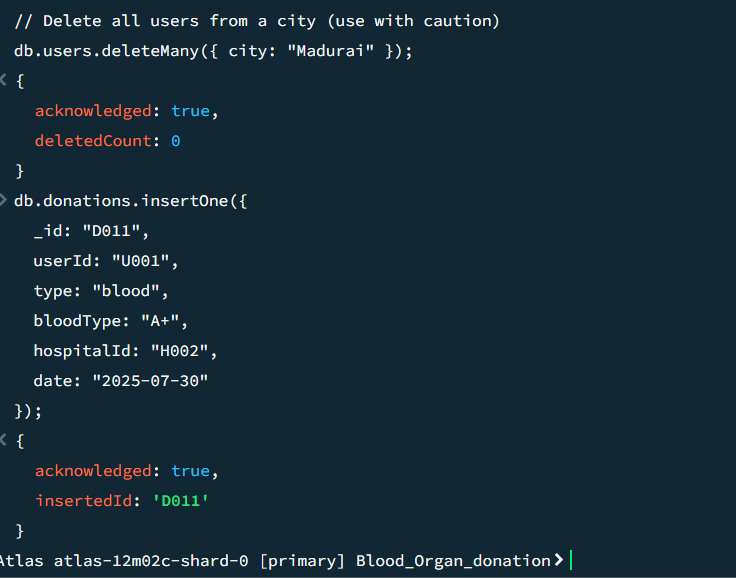 // Delete all users from a city (use with caution)
db.users.deleteMany({ city: "Madurai" });
< {
acknowledged: true,
deletedCount: 0
}
> db.donations.insertOne({
_id: "D011",
userId: "U001",
type: "blood",
bloodType: "A+",
hospitalId: "H002",
date: "2025-07-30"
});
< {
acknowledged: true,
insertedId: 'D011'
}
Atlas atlas-12m02c-shard-0 [primary] Blood_Organ_donation>